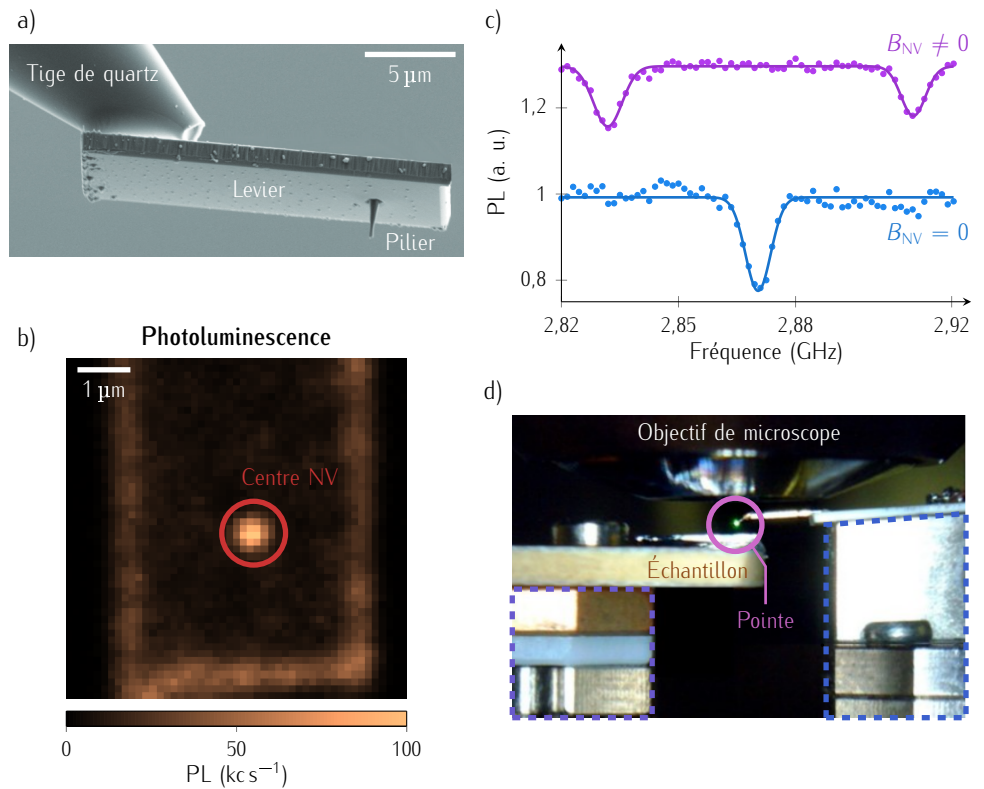 a)
Tige de quartz
5 µm
Levier
Pilier
b)
Photoluminescence
1 µm
Centre NV
0
50
100
PL (kc s⁻¹)
c)
B_NV ≠ 0
1,2
1
0,8
PL (a. u.)
B_NV = 0
2,82
2,85
2,88
2,92
Fréquence (GHz)
d)
Objectif de microscope
Échantillon
Pointe